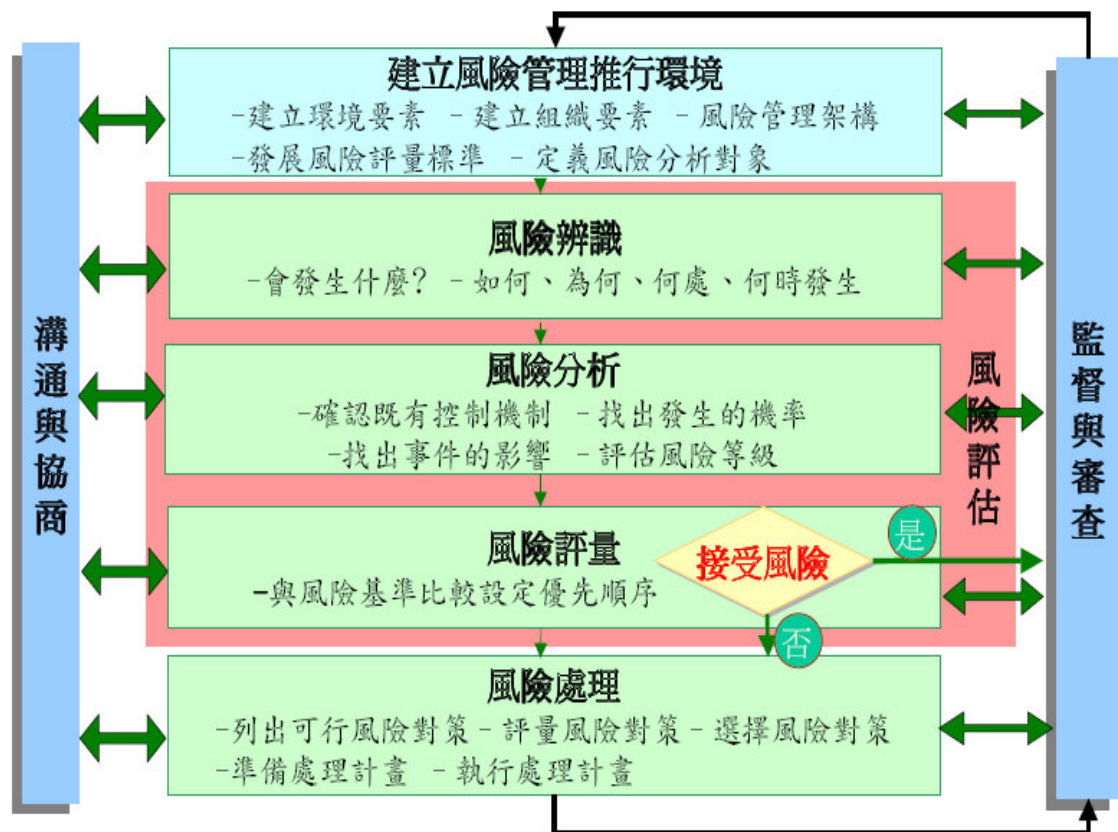 建立風險管理推行環境
-建立環境要素 -建立組織要素 -風險管理架構
-發展風險評量標準 -定義風險分析對象
風險辨識
-會發生什麼? -如何、為何、何處、何時發生
風險分析
-確認既有控制機制 -找出發生的機率
-找出事件的影響 -評估風險等級
風險評量
-與風險基準比較設定優先順序
接受風險
是
否
風險處理
-列出可行風險對策 -評量風險對策 -選擇風險對策
-準備處理計畫 -執行處理計畫
溝通與協商
風險評估
監督與審查